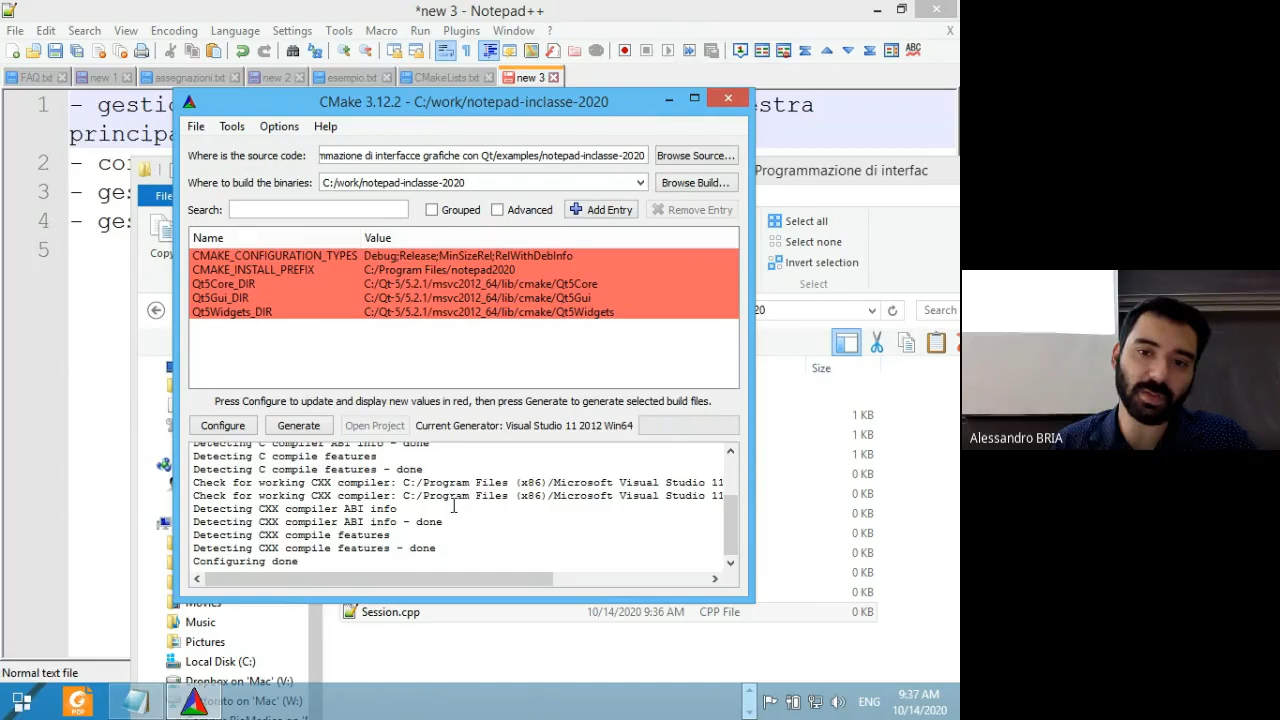 *new 3 - Notepad++
File Edit Search View Encoding Language Settings Tools Macro Run Plugins Window ?
X
FAQ.txt new 1 assegnazioni.txt new 2 esempio.txt CMakeLists.txt new 3
1 - gesti
estra
principa
2 - co
3 - ge
4 - ges
5
CMake 3.12.2 - C:/work/notepad-inclasse-2020
File Tools Options Help
Where is the source code: mmazione di interfacce grafiche con Qt/examples/notepad-inclasse-2020 Browse Source...
Where to build the binaries: C:/work/notepad-inclasse-2020 Browse Build...
Search: Grouped Advanced Add Entry Remove Entry
Name Value
CMAKE_CONFIGURATION_TYPES Debug;Release;MinSizeRel;RelWithDebInfo
CMAKE_INSTALL_PREFIX C:/Program Files/notepad2020
Qt5Core_DIR C:/Qt-5/5.2.1/msvc2012_64/lib/cmake/Qt5Core
Qt5Gui_DIR C:/Qt-5/5.2.1/msvc2012_64/lib/cmake/Qt5Gui
Qt5Widgets_DIR C:/Qt-5/5.2.1/msvc2012_64/lib/cmake/Qt5Widgets
Press Configure to update and display new values in red, then press Generate to generate selected build files.
Configure Generate Open Project Current Generator: Visual Studio 11 2012 Win64
Detecting C compiler ABI info - done
Detecting C compile features
Detecting C compile features - done
Check for working CXX compiler: C:/Program Files (x86)/Microsoft Visual Studio 11
Check for working CXX compiler: C:/Program Files (x86)/Microsoft Visual Studio 11
Detecting CXX compiler ABI info
Detecting CXX compiler ABI info - done
Detecting CXX compile features
Detecting CXX compile features - done
Configuring done
Programmazione di interfac
File
Copy
Select all
Select none
Invert selection
Select
20
Search
Size
1 KB
1 KB
1 KB
0 KB
0 KB
0 KB
0 KB
0 KB
0 KB
0 KB
Session.cpp 10/14/2020 9:36 AM CPP File 0 KB
Movies
Music
Pictures
Local Disk (C:)
Dropbox on 'Mac' (V:)
on 'Mac' (W:)
Normal text file
ENG
9:37 AM
10/14/2020
Alessandro BRIA